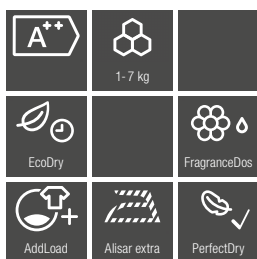 A++
1-7 kg
EcoDry
FragranceDos
AddLoad
Alisar extra
PerfectDry